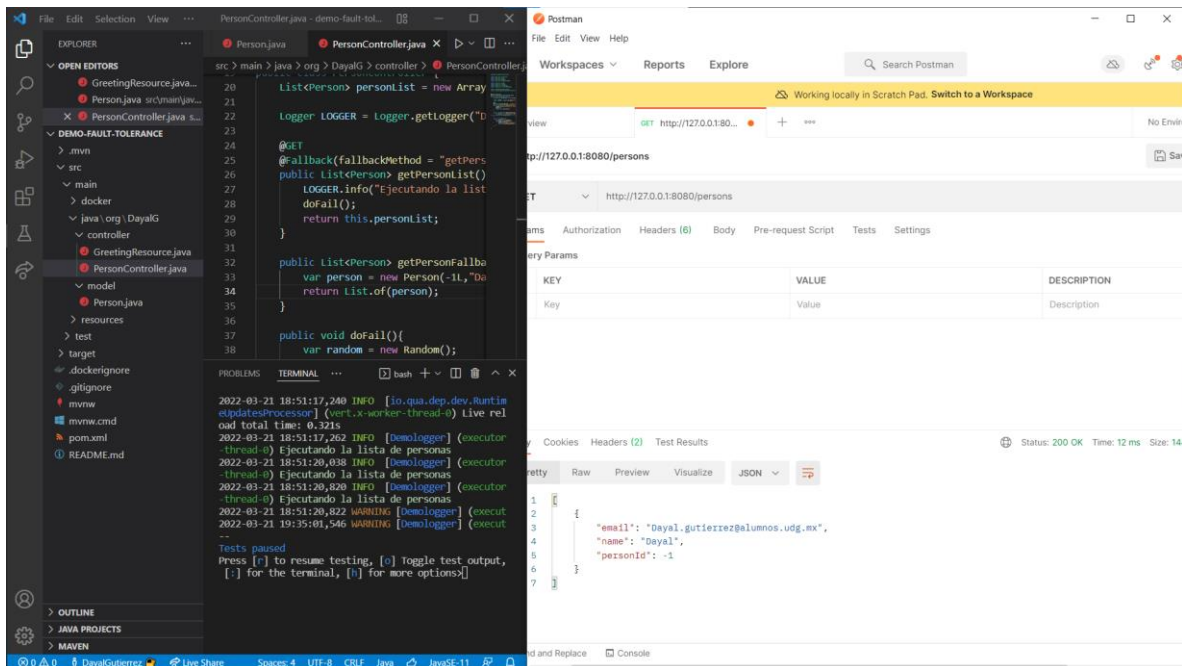 File Edit Selection View ··· PersonController.java - demo-fault-tol...
EXPLORER ···
OPEN EDITORS
GreetingResource.java...
Person.java src\main\jav...
X PersonController.java s...
DEMO-FAULT-TOLERANCE
.mvn
src
main
docker
java\org\DayalG
controller
GreetingResource.java
PersonController.java
model
Person.java
resources
test
target
.dockerignore
.gitignore
mvnw
mvnw.cmd
pom.xml
README.md
OUTLINE
JAVA PROJECTS
MAVEN
Person.java PersonController.java X
src > main > java > org > DayalG > controller > PersonController.j
20 List<Person> personList = new Array
21
22 Logger LOGGER = Logger.getLogger("D
23
24 @GET
25 @Fallback(fallbackMethod = "getPers
26 public List<Person> getPersonList()
27 LOGGER.info("Ejecutando la list
28 doFail();
29 return this.personList;
30 }
31
32 public List<Person> getPersonFallba
33 var person = new Person(-1L,"Da
34 return List.of(person);
35 }
36
37 public void doFail(){
38 var random = new Random();
PROBLEMS TERMINAL ··· bash
2022-03-21 18:51:17,240 INFO [io.qua.dep.dev.Runtim
eUpdatesProcessor] (vert.x-worker-thread-0) Live rel
oad total time: 0.321s
2022-03-21 18:51:17,262 INFO [Demologger] (executor
-thread-0) Ejecutando la lista de personas
2022-03-21 18:51:20,038 INFO [Demologger] (executor
-thread-0) Ejecutando la lista de personas
2022-03-21 18:51:20,820 INFO [Demologger] (executor
-thread-0) Ejecutando la lista de personas
2022-03-21 18:51:20,822 WARNING [Demologger] (execut
2022-03-21 19:35:01,546 WARNING [Demologger] (execut
--
Tests paused
Press [r] to resume testing, [o] Toggle test output,
[:] for the terminal, [h] for more options>
0 0 DayalGutierrez Live Share Spaces: 4 UTF-8 CRLF Java JavaSE-11
Postman
File Edit View Help
Workspaces Reports Explore Search Postman
Working locally in Scratch Pad. Switch to a Workspace
view GET http://127.0.0.1:80... + ••• No Envir
tp://127.0.0.1:8080/persons Sa
ET http://127.0.0.1:8080/persons
ams Authorization Headers (6) Body Pre-request Script Tests Settings
ery Params
KEY VALUE DESCRIPTION
Key Value Description
y Cookies Headers (2) Test Results Status: 200 OK Time: 12 ms Size: 14
retty Raw Preview Visualize JSON
1 [
2 {
3 "email": "Dayal.gutierrez@alumnos.udg.mx",
4 "name": "Dayal",
5 "personId": -1
6 }
7 ]
nd and Replace Console